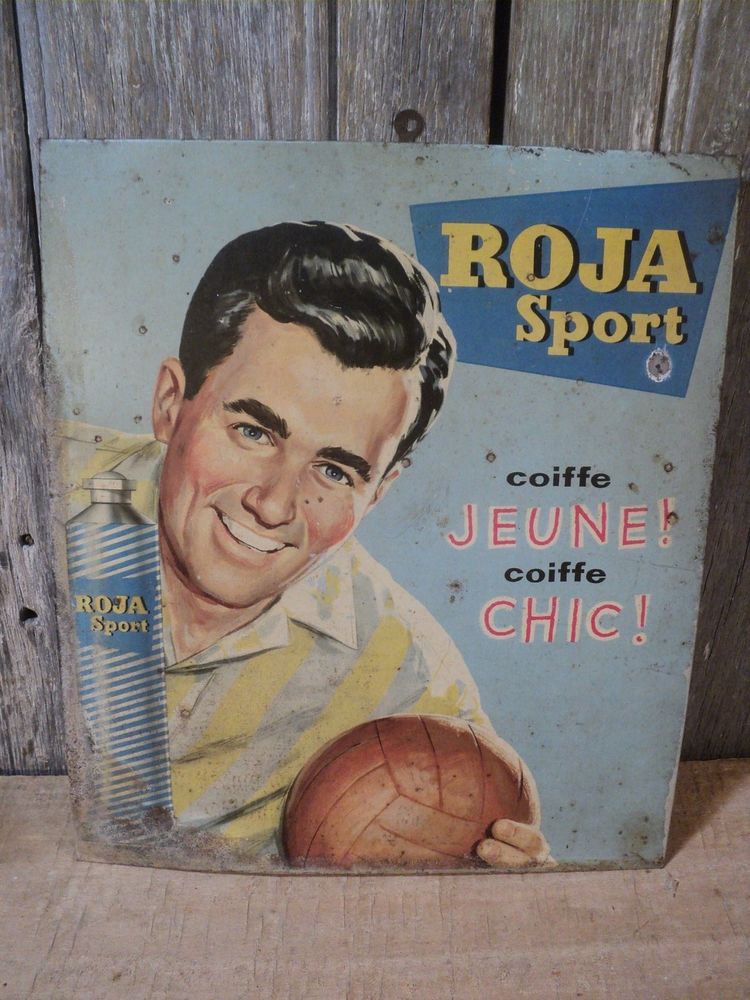 ROJA
Sport
coiffe
JEUNE!
coiffe
CHIC!
ROJA
Sport